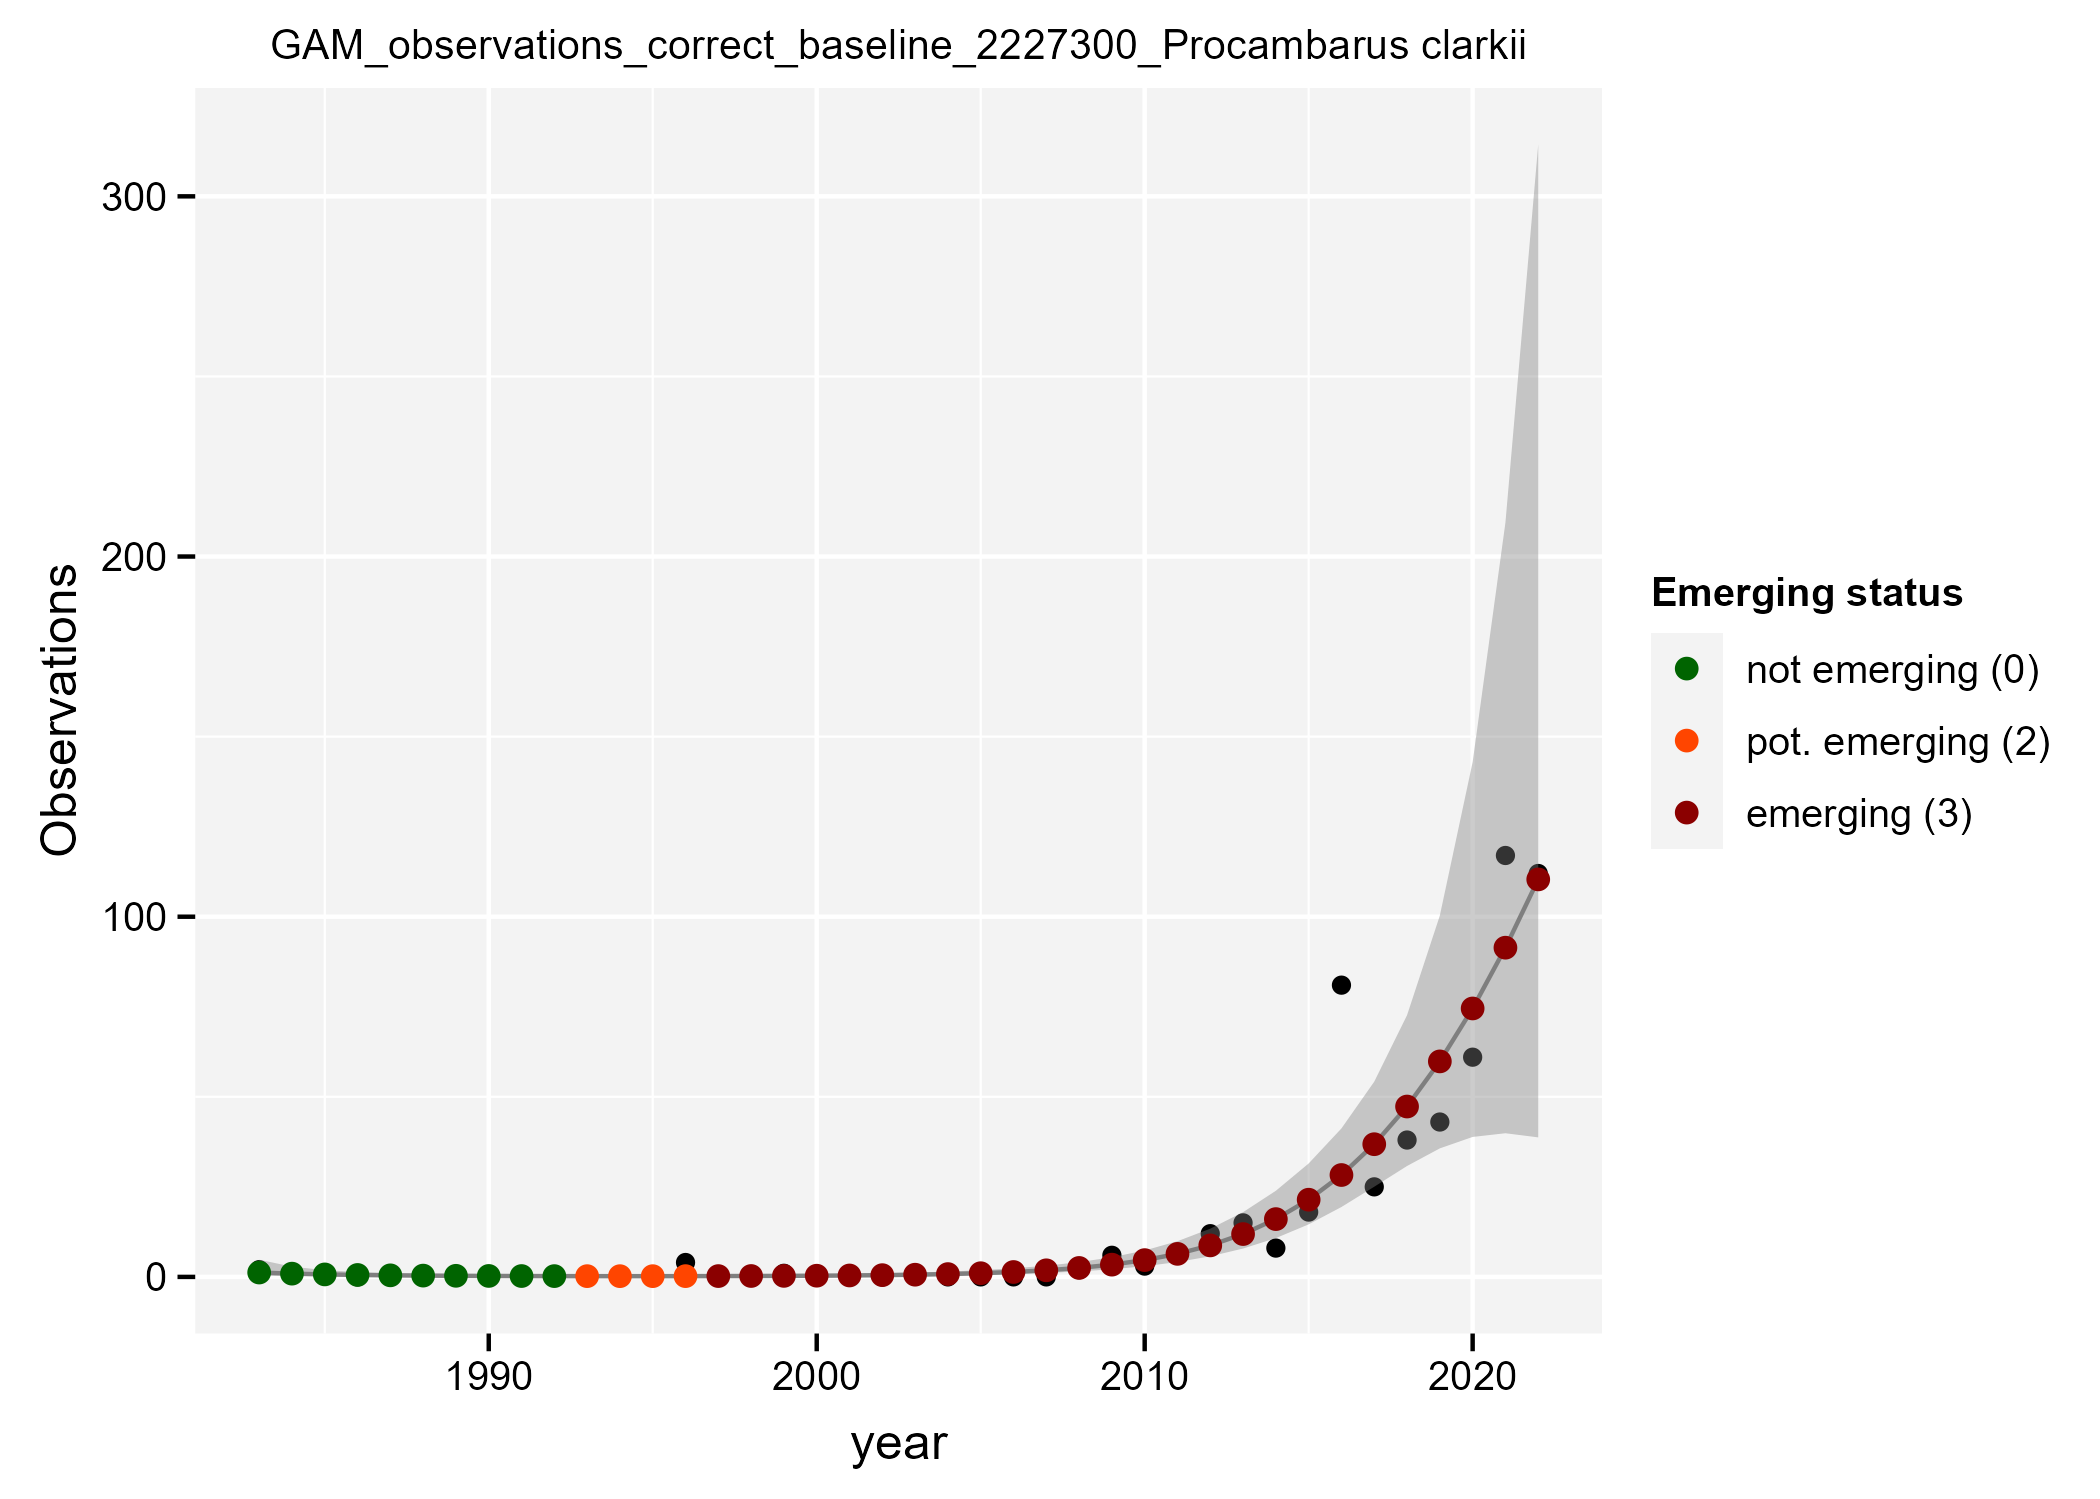 GAM_observations_correct_baseline_2227300_Procambarus clarkii
300
200
100
0
Observations
1990
2000
2010
2020
year
Emerging status
not emerging (0)
pot. emerging (2)
emerging (3)